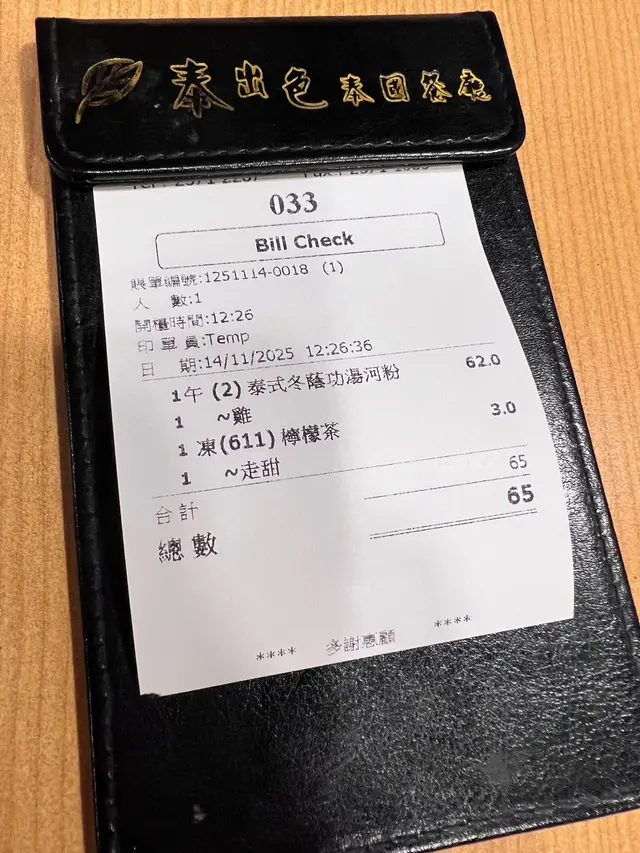 泰出色泰國餐廳
033
Bill Check
賬單編號:1251114-0018 (1)
人 數:1
開檯時間:12:26
印單員:Temp
日 期:14/11/2025 12:26:36
1午 (2) 泰式冬蔭功湯河粉 62.0
1 ~雞
1 凍(611) 檸檬茶 3.0
1 ~走甜
合計 65
總數 65
**** 多謝惠顧 ****